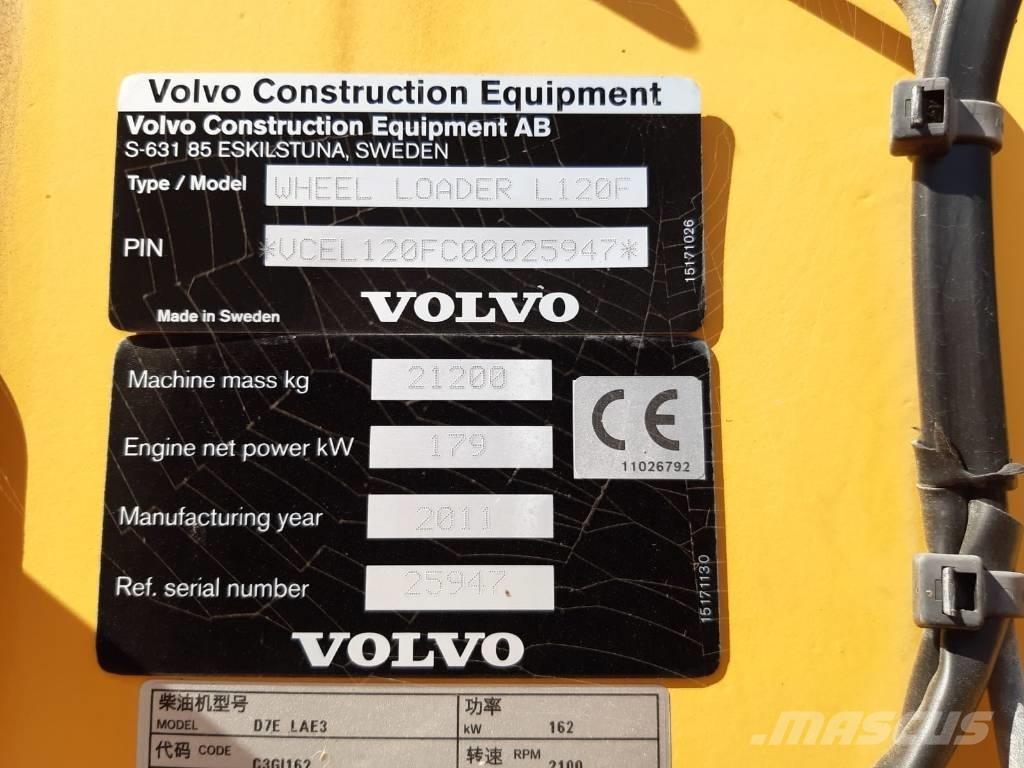 Volvo Construction Equipment
Volvo Construction Equipment AB
S-631 85 ESKILSTUNA, SWEDEN
Type / Model WHEEL LOADER L120F
PIN *VCEL120FC00025947*
15171026
Made in Sweden VOLVO
Machine mass kg 21200
CE
11026792
Engine net power kW 179
Manufacturing year 2011
Ref. serial number 25947
15171130
VOLVO
柴油机型号 功率
MODEL D7E LAE3 kW 162
代码 CODE 转速 RPM 2100
MASCUS